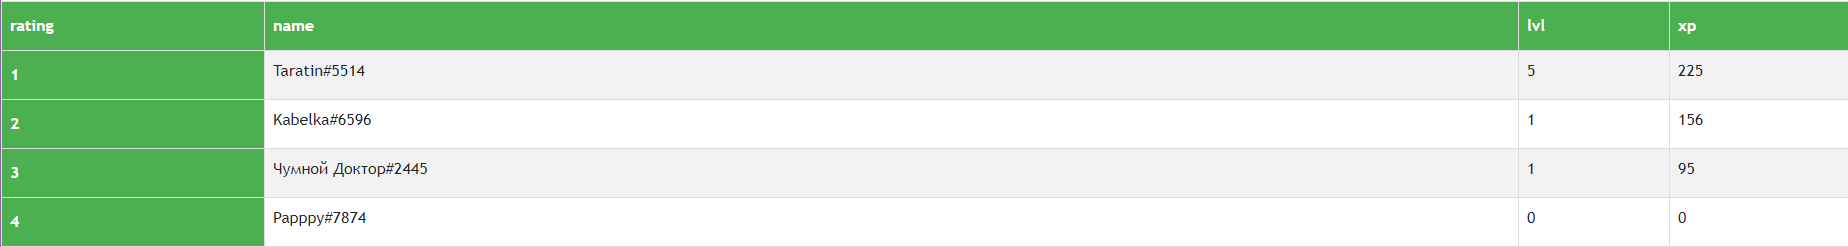 rating name lvl xp
1 Taratin#5514 5 225
2 Kabelka#6596 1 156
3 Чумной Доктор#2445 1 95
4 Papppy#7874 0 0